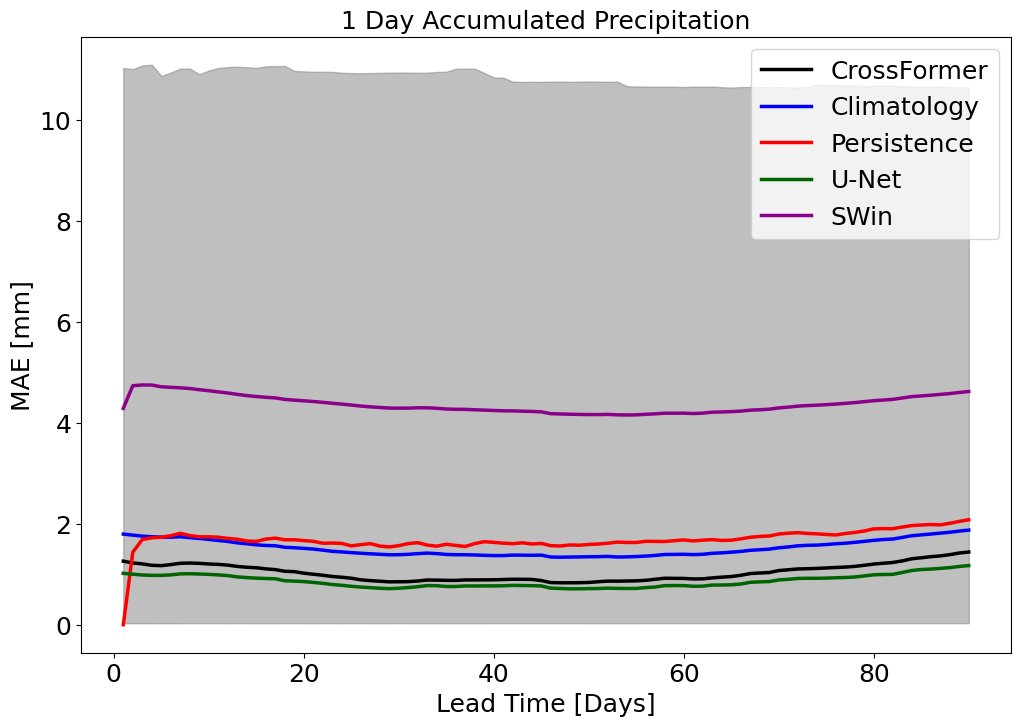 1 Day Accumulated Precipitation
CrossFormer
Climatology
Persistence
U-Net
SWin
MAE [mm]
10
8
6
4
2
0
0 20 40 60 80
Lead Time [Days]